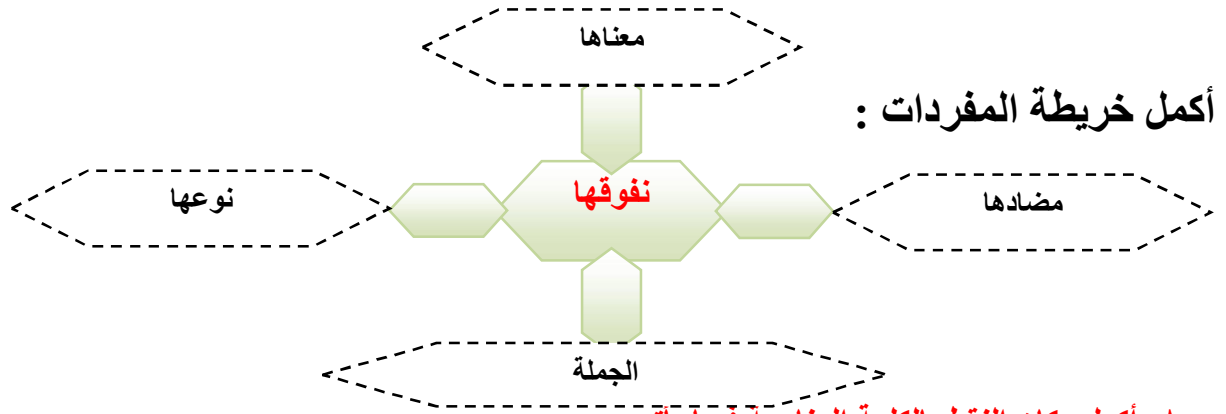 معناها
أكمل خريطة المفردات :
نوعها
نفوقها
مضادها
الجملة